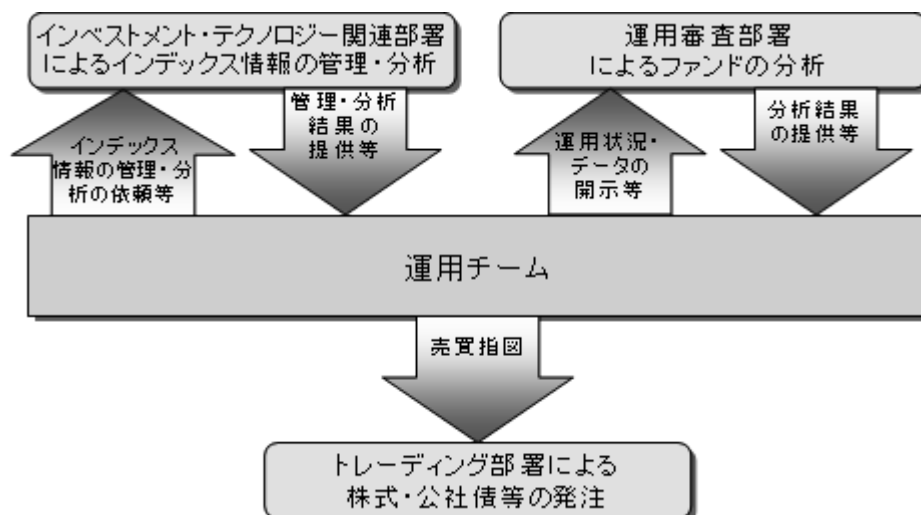 インベストメント・テクノロジー関連部署
によるインデックス情報の管理・分析
運用審査部署
によるファンドの分析
インデックス
情報の管理・分
析の依頼等
管理・分析
結果の
提供等
運用状況・
データの
開示等
分析結果
の提供等
運用チーム
売買指図
トレーディング部署による
株式・公社債等の発注